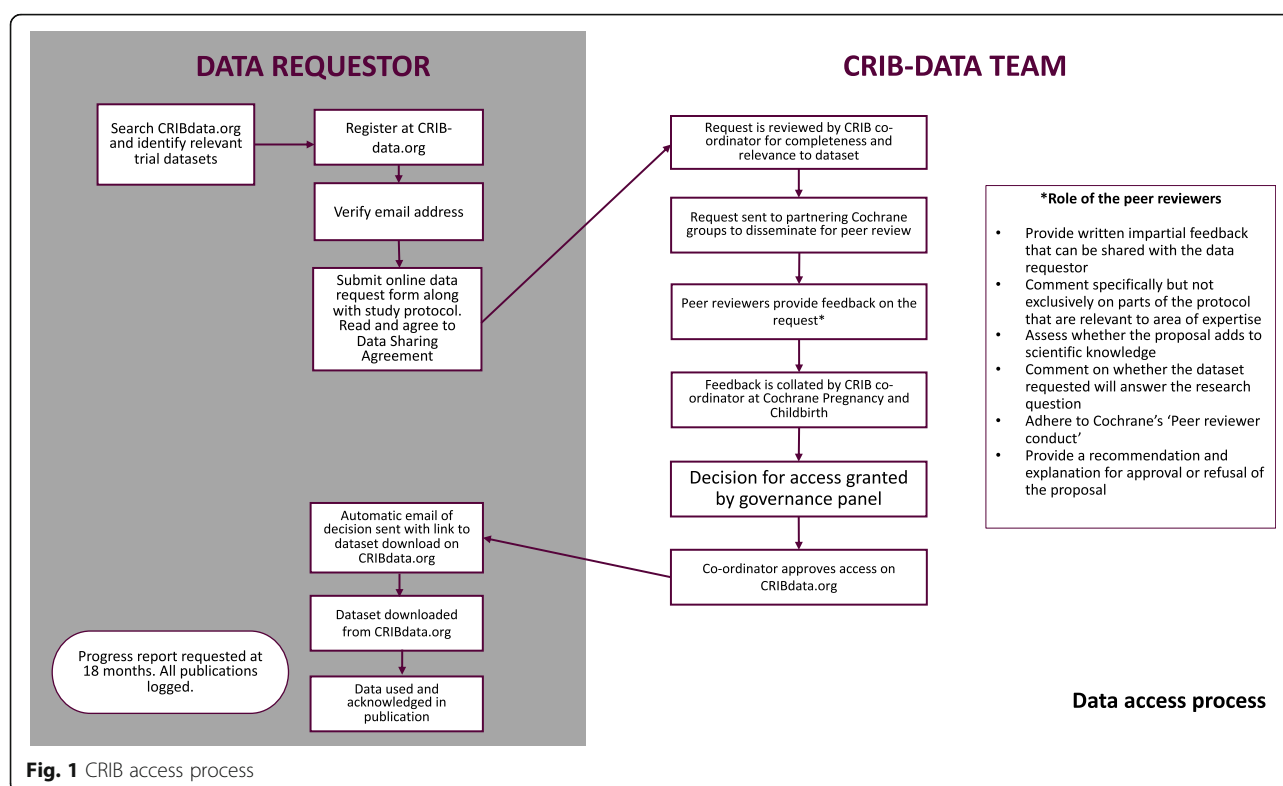 DATA REQUESTOR
Search CRIBdata.org
and identify relevant
trial datasets
Register at CRIB-
data.org
Verify email address
Submit online data
request form along
with study protocol.
Read and agree to
Data Sharing
Agreement
CRIB-DATA TEAM
Request is reviewed by CRIB co-
ordinator for completeness and
relevance to dataset
Request sent to partnering Cochrane
groups to disseminate for peer review
Peer reviewers provide feedback on the
request*
Feedback is collated by CRIB co-
ordinator at Cochrane Pregnancy and
Childbirth
Decision for access granted
by governance panel
Co-ordinator approves access on
CRIBdata.org
*Role of the peer reviewers
• Provide written impartial feedback
that can be shared with the data
requestor
• Comment specifically but not
exclusively on parts of the protocol
that are relevant to area of expertise
• Assess whether the proposal adds to
scientific knowledge
• Comment on whether the dataset
requested will answer the research
question
• Adhere to Cochrane's 'Peer reviewer
conduct'
• Provide a recommendation and
explanation for approval or refusal of
the proposal
Automatic email of
decision sent with link to
dataset download on
CRIBdata.org
Dataset downloaded
from CRIBdata.org
Data used and
acknowledged in
publication
Progress report requested at
18 months. All publications
logged.
Data access process
Fig. 1 CRIB access process